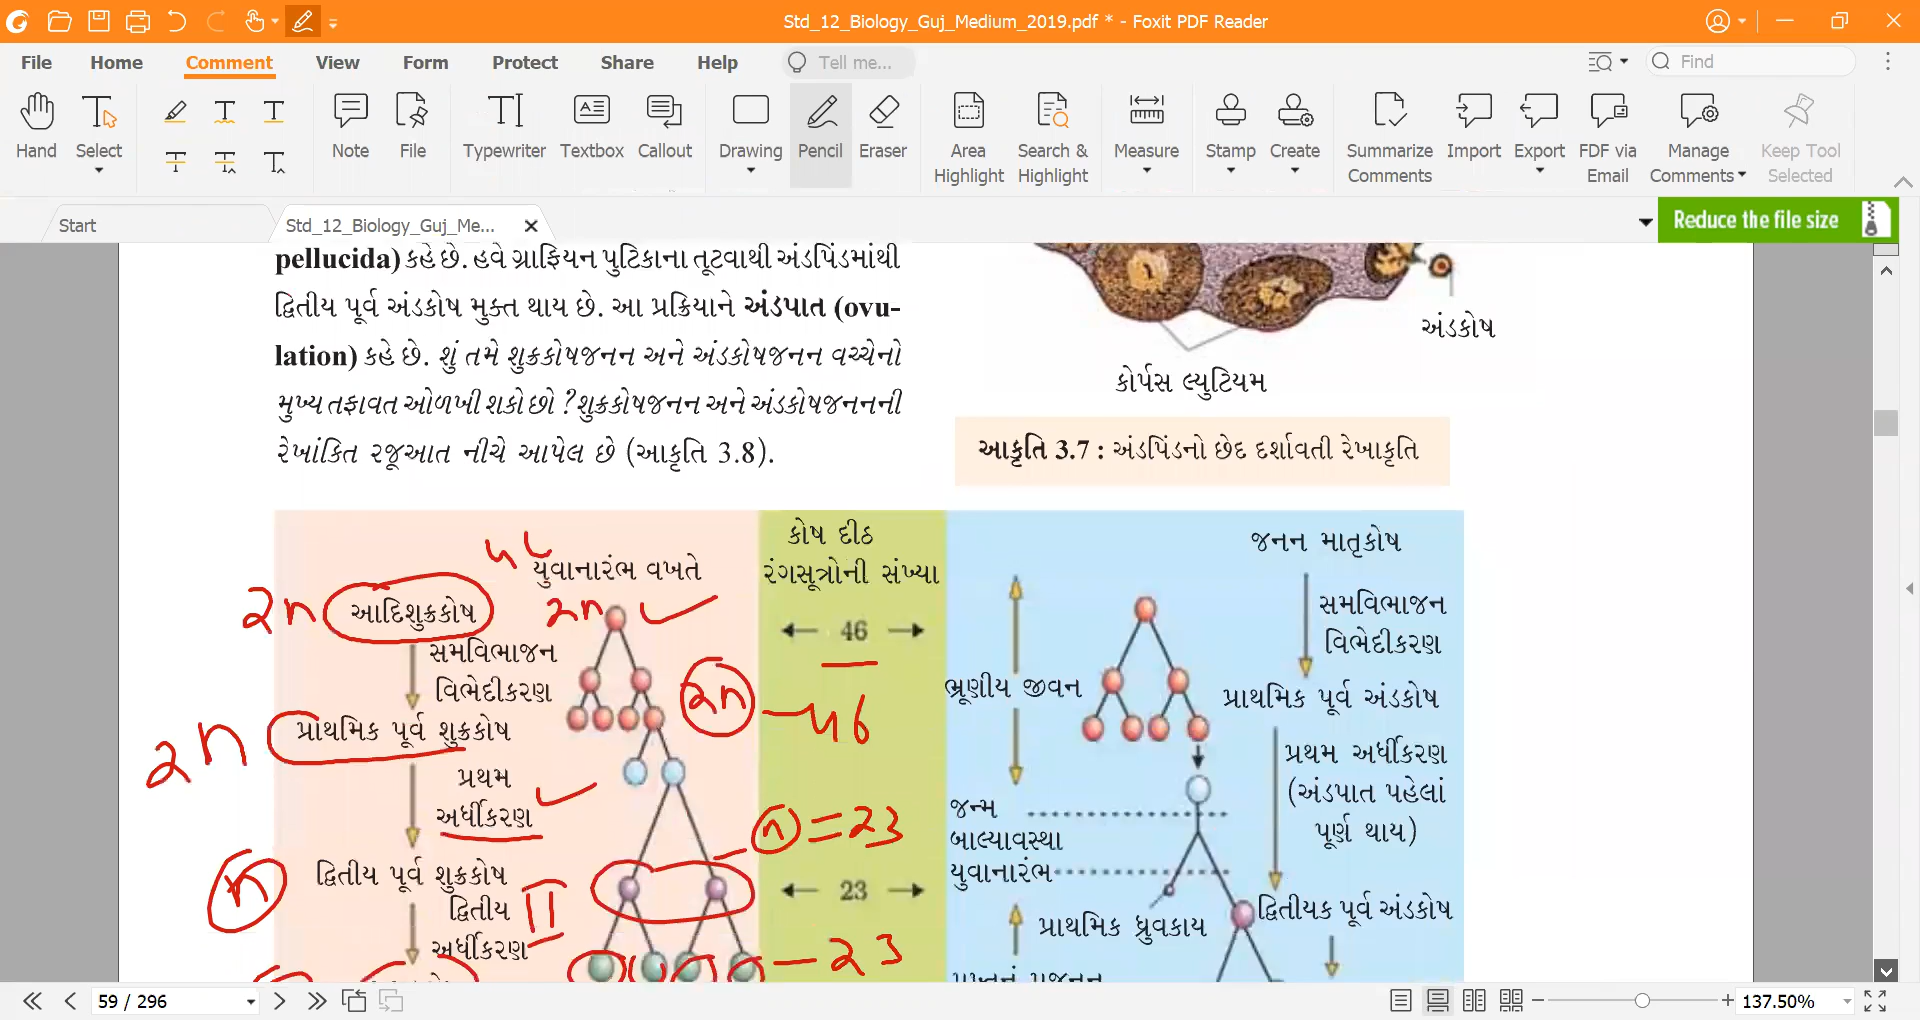 Std_12_Biology_Guj_Medium_2019.pdf * - Foxit PDF Reader
File Home Comment View Form Protect Share Help Tell me... Find
Hand Select Note File Typewriter Textbox Callout Drawing Pencil Eraser Area Highlight Search & Highlight Measure Stamp Create Summarize Comments Import Export FDF via Email Manage Comments Keep Tool Selected
Start Std_12_Biology_Guj_Me... Reduce the file size
pellucida) કહે છે. હવે ગ્રાફિયન પુટિકાના તૂટવાથી અંડપિંડમાંથી
દ્વિતીય પૂર્વ અંડકોષ મુક્ત થાય છે. આ પ્રક્રિયાને અંડપાત (ovu-
lation) કહે છે. શું તમે શુક્રકોષજનન અને અંડકોષજનન વચ્ચેનો
મુખ્ય તફાવત ઓળખી શકો છો ? શુક્રકોષજનન અને અંડકોષજનનની
રેખાંકિત રજૂઆત નીચે આપેલ છે (આકૃતિ 3.8).
અંડકોષ
કોર્પસ લ્યુટિયમ
આકૃતિ 3.7 : અંડપિંડનો છેદ દર્શાવતી રેખાકૃતિ
યુવાનારંભ વખતે
2n આદિશુક્રકોષ 2n
સમવિભાજન
વિભેદીકરણ
2n પ્રાથમિક પૂર્વ શુક્રકોષ
2n - 46
પ્રથમ
અર્ધીકરણ
n = 23
n દ્વિતીય પૂર્વ શુક્રકોષ
દ્વિતીય II
અર્ધીકરણ
- 23
કોષ દીઠ
રંગસૂત્રોની સંખ્યા
46
23
જનન માતૃકોષ
સમવિભાજન
વિભેદીકરણ
ભ્રૂણીય જીવન
પ્રાથમિક પૂર્વ અંડકોષ
પ્રથમ અર્ધીકરણ
(અંડપાત પહેલાં
પૂર્ણ થાય)
જન્મ
બાલ્યાવસ્થા
યુવાનારંભ
પ્રાથમિક ધ્રુવકાય
દ્વિતીયક પૂર્વ અંડકોષ
59 / 296 137.50%